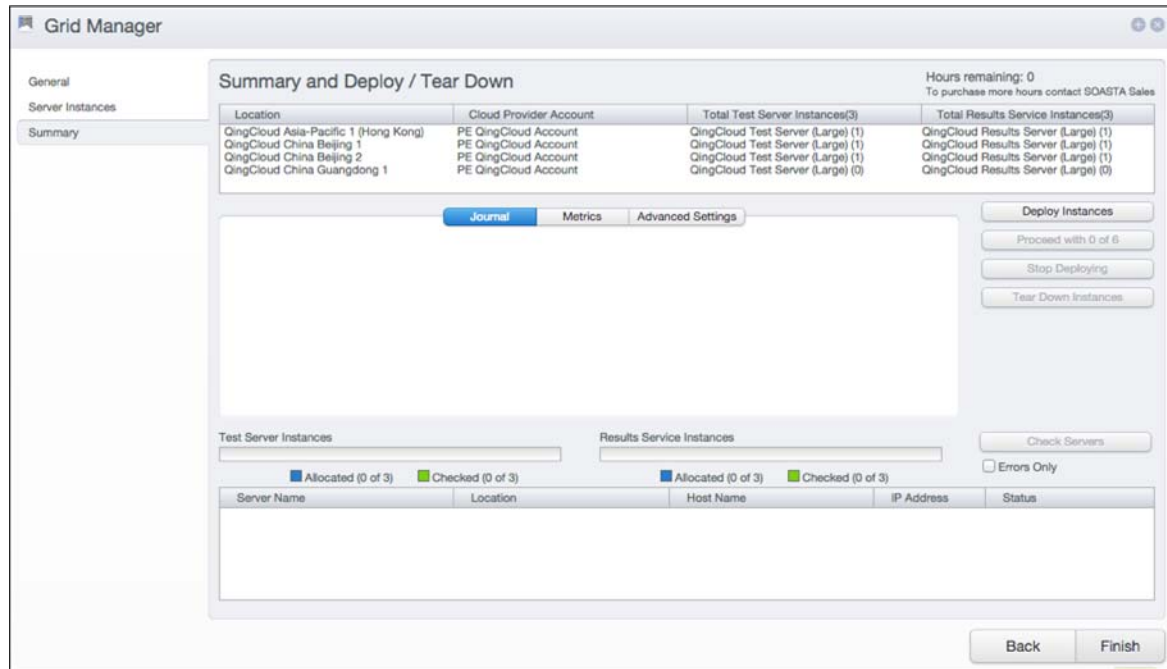 Grid Manager
General
Server Instances
Summary
Summary and Deploy / Tear Down
Hours remaining: 0
To purchase more hours contact SOASTA Sales
Location Cloud Provider Account Total Test Server Instances(3) Total Results Service Instances(3)
QingCloud Asia-Pacific 1 (Hong Kong) PE QingCloud Account QingCloud Test Server (Large) (1) QingCloud Results Server (Large) (1)
QingCloud China Beijing 1 PE QingCloud Account QingCloud Test Server (Large) (1) QingCloud Results Server (Large) (1)
QingCloud China Beijing 2 PE QingCloud Account QingCloud Test Server (Large) (1) QingCloud Results Server (Large) (1)
QingCloud China Guangdong 1 PE QingCloud Account QingCloud Test Server (Large) (0) QingCloud Results Server (Large) (0)
Journal Metrics Advanced Settings
Deploy Instances
Proceed with 0 of 6
Stop Deploying
Tear Down Instances
Test Server Instances Results Service Instances
Check Servers
Errors Only
Allocated (0 of 3) Checked (0 of 3) Allocated (0 of 3) Checked (0 of 3)
Server Name Location Host Name IP Address Status
Back Finish